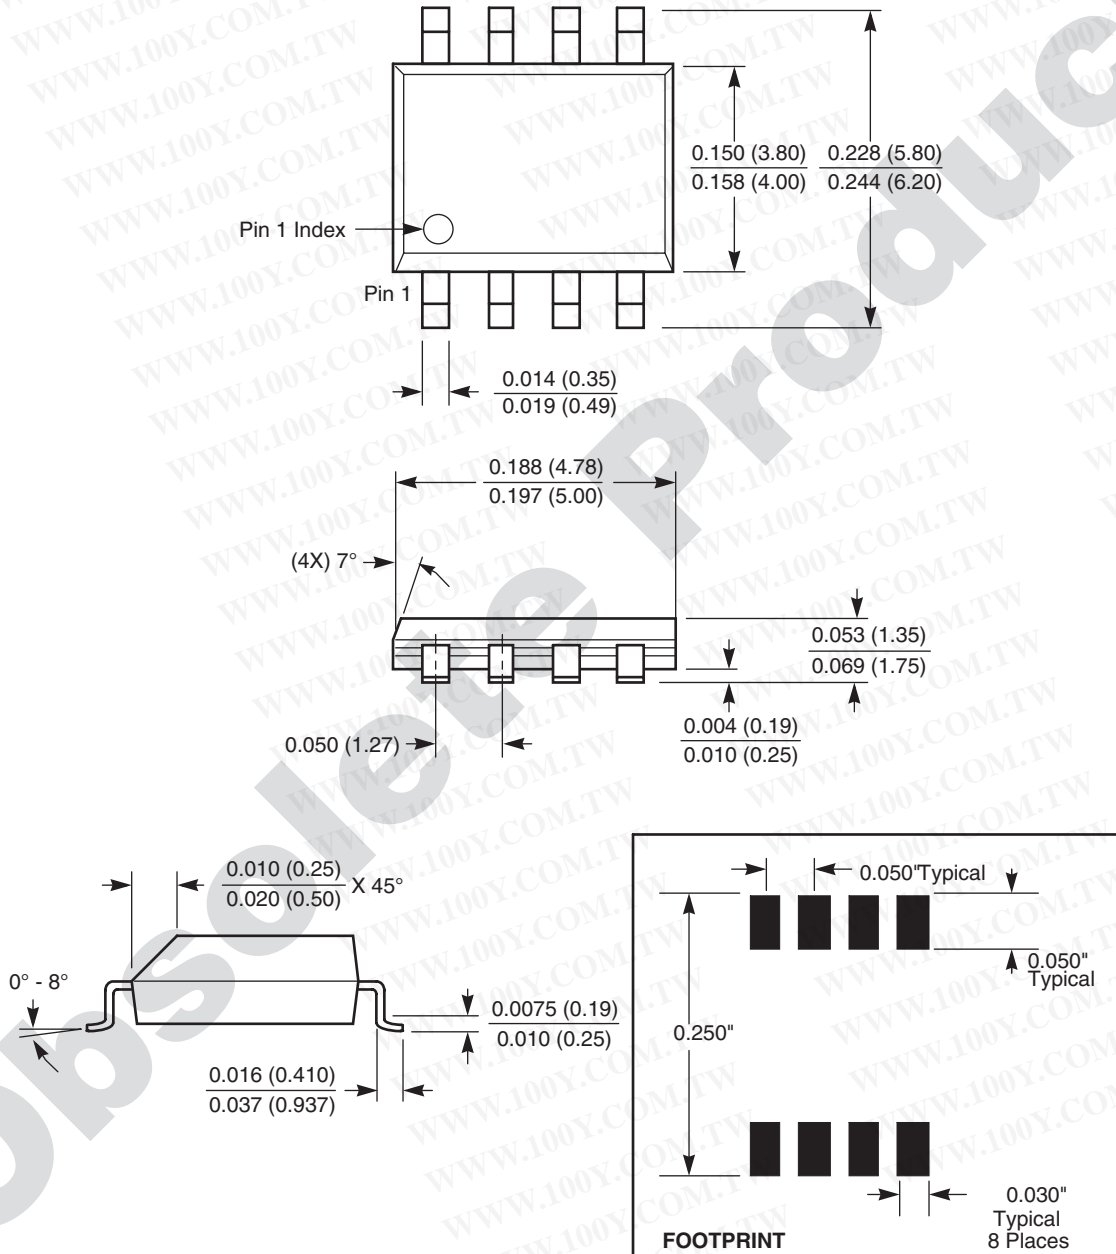 0.150 (3.80)
0.158 (4.00)
0.228 (5.80)
0.244 (6.20)
Pin 1 Index
Pin 1
0.014 (0.35)
0.019 (0.49)
0.188 (4.78)
0.197 (5.00)
(4X) 7°
0.053 (1.35)
0.069 (1.75)
0.004 (0.19)
0.010 (0.25)
0.050 (1.27)
0.010 (0.25)
0.020 (0.50)
X 45°
0° - 8°
0.0075 (0.19)
0.010 (0.25)
0.016 (0.410)
0.037 (0.937)
0.050"Typical
0.050"
Typical
0.250"
0.030"
Typical
8 Places
FOOTPRINT
Obsolete Produc
WWW.100Y.COM.TW